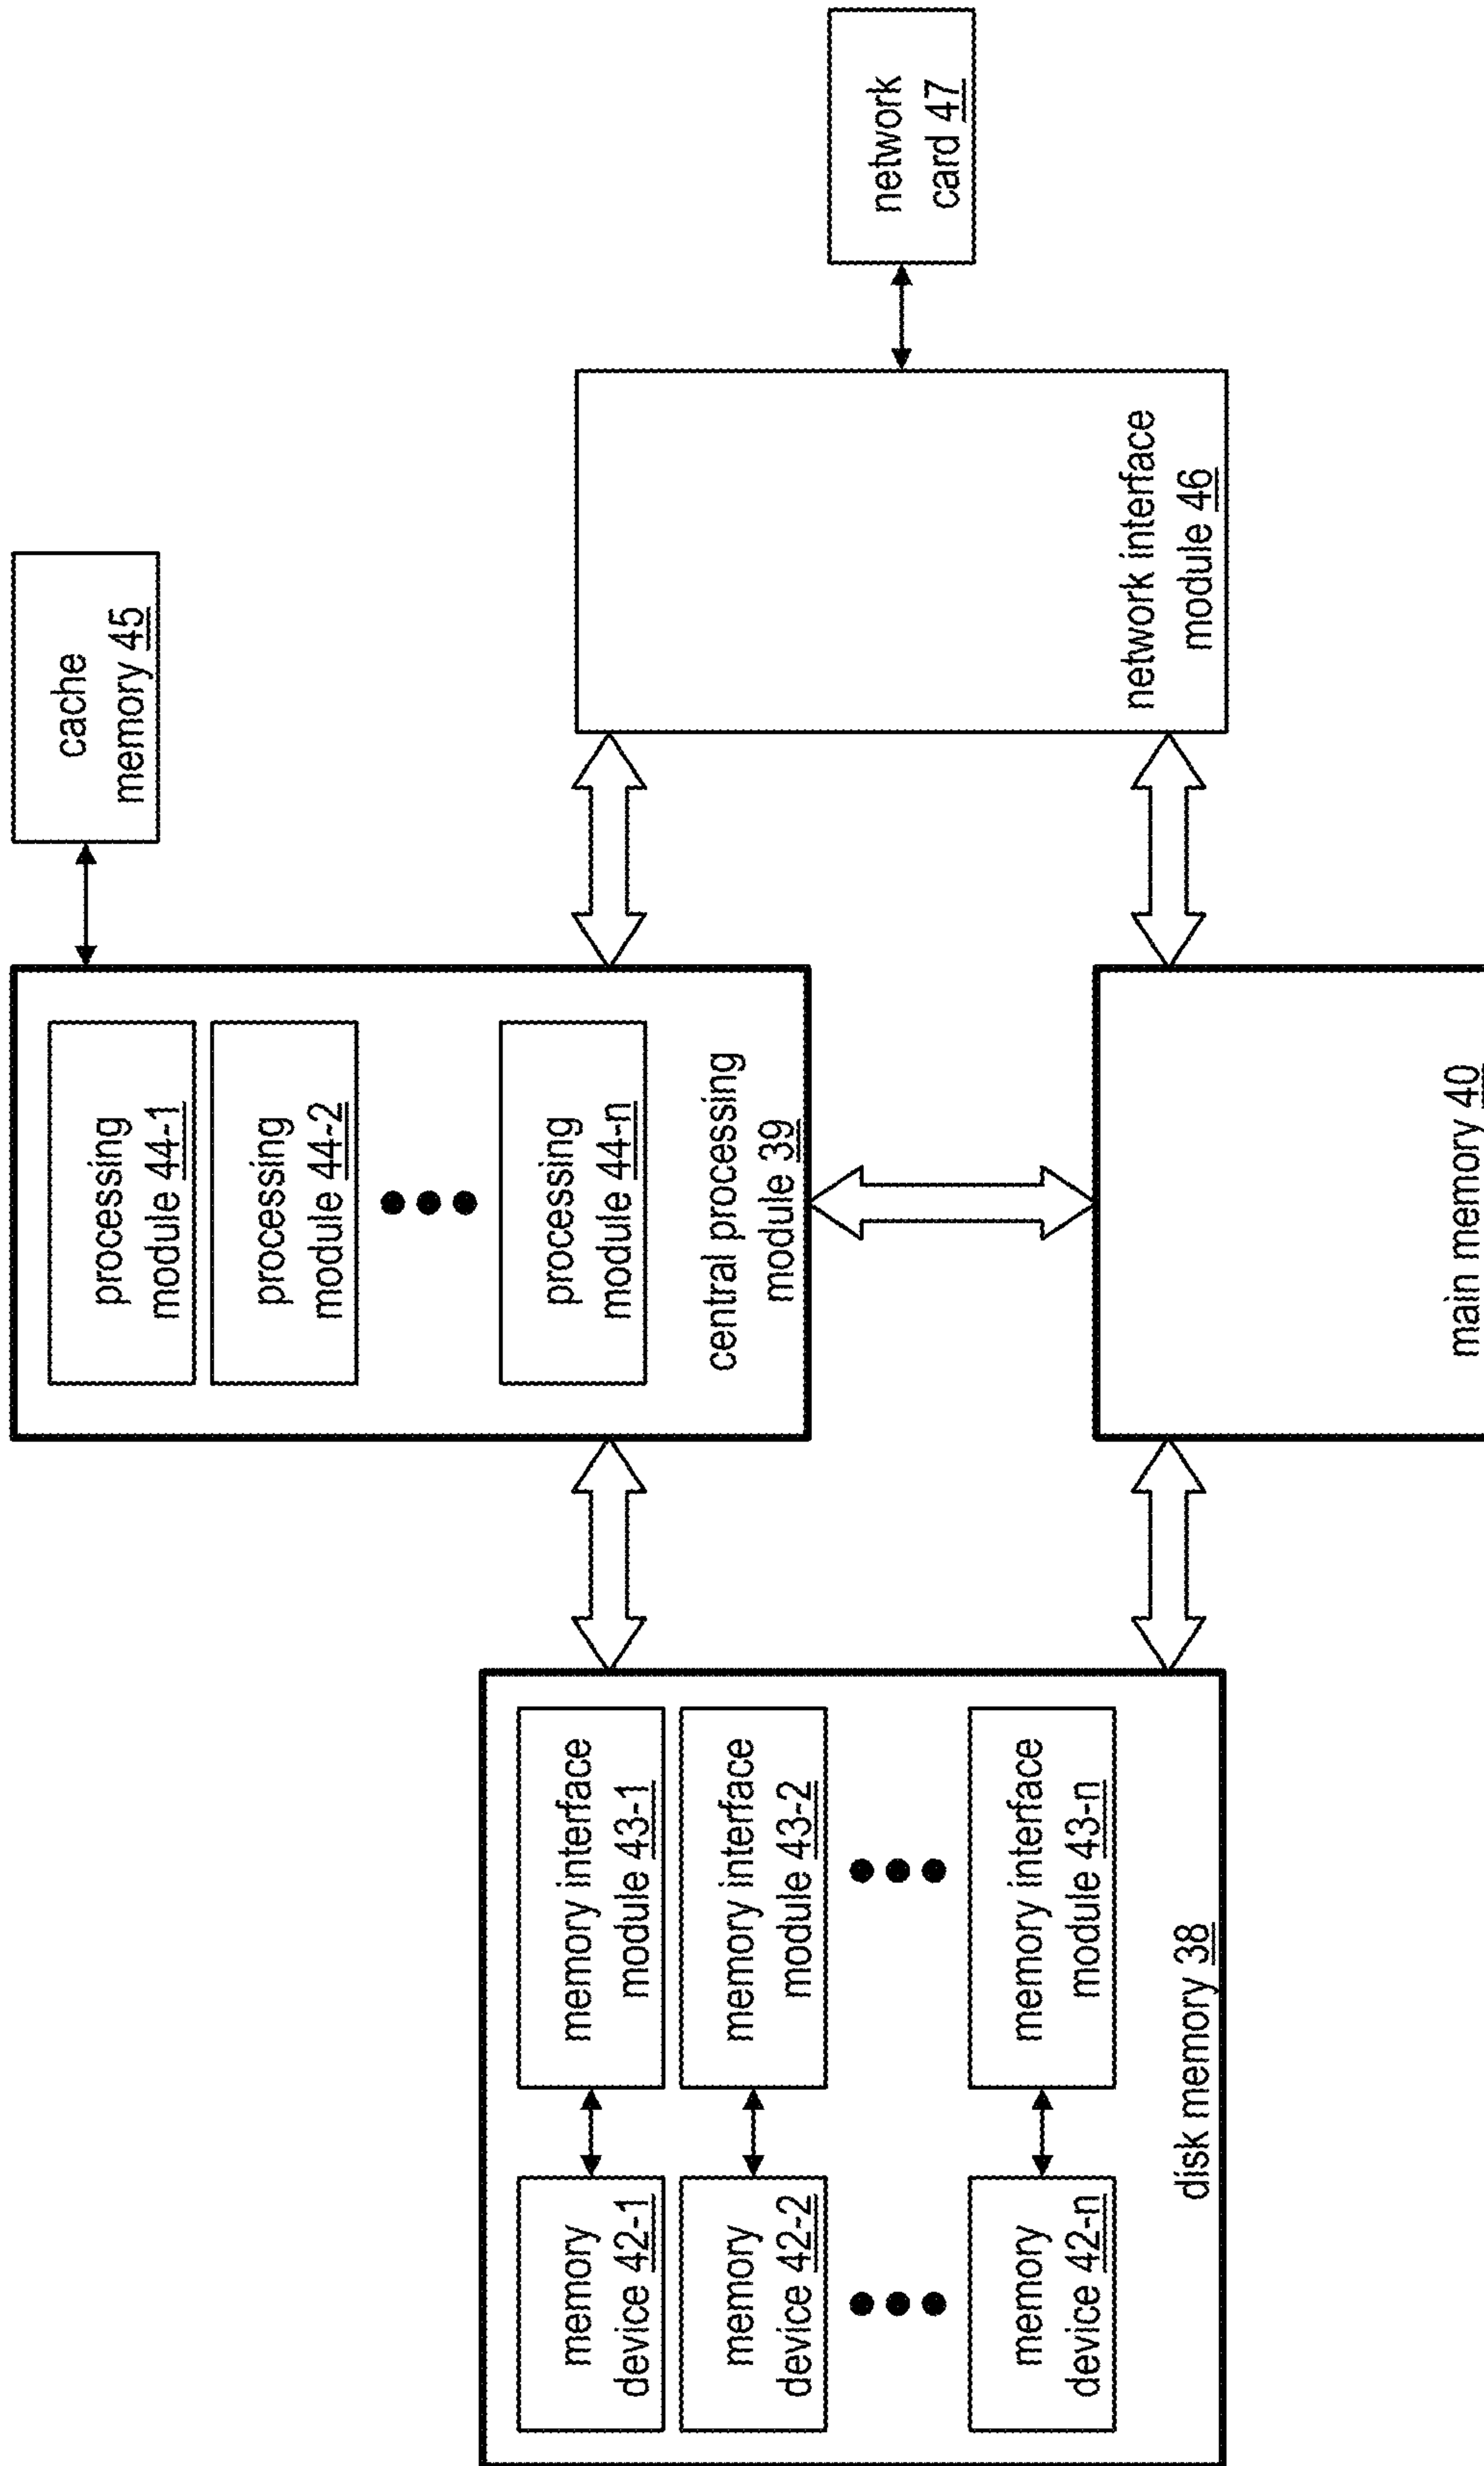 memory
device 42-1
memory
device 42-2
memory
device 42-n
memory interface
module 43-1
memory interface
module 43-2
memory interface
module 43-n
disk memory 38
processing
module 44-1
processing
module 44-2
processing
module 44-n
central processing
module 39
main memory 40
cache
memory 45
network interface
module 46
network
card 47